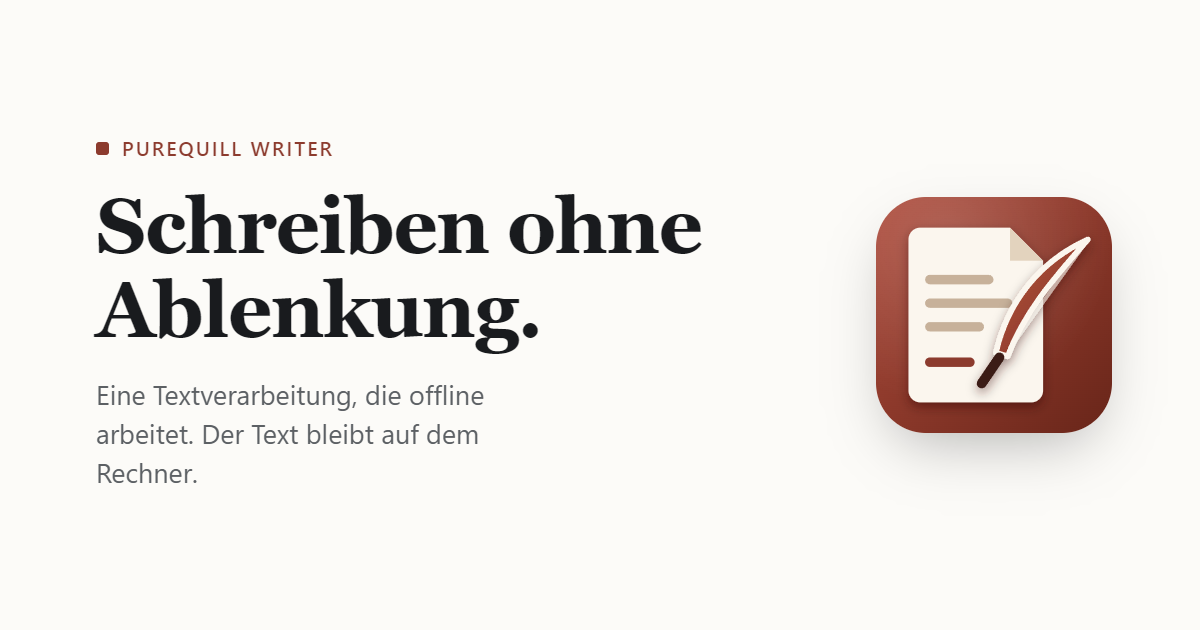 PUREQUILL WRITER
Schreiben ohne
Ablenkung.
Eine Textverarbeitung, die offline
arbeitet. Der Text bleibt auf dem
Rechner.